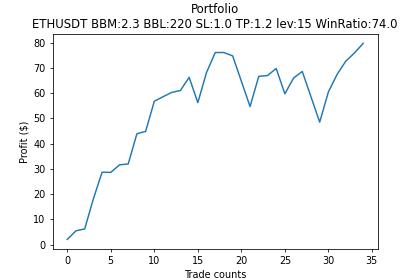 Portfolio
ETHUSDT BBM:2.3 BBL:220 SL:1.0 TP:1.2 lev:15 WinRatio:74.0
80
70
60
50
40
30
20
10
0
Profit ($)
0 5 10 15 20 25 30 35
Trade counts